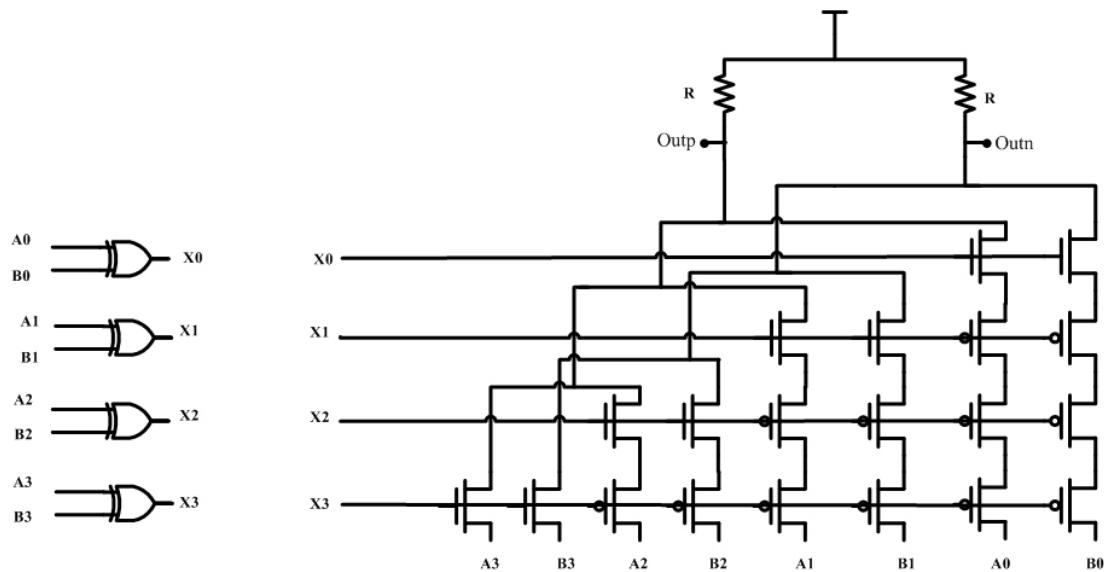 R
R
Outp
Outn
A0
B0
X0
X0
A1
B1
X1
X1
A2
B2
X2
X2
A3
B3
X3
X3
A3 B3 A2 B2 A1 B1 A0 B0